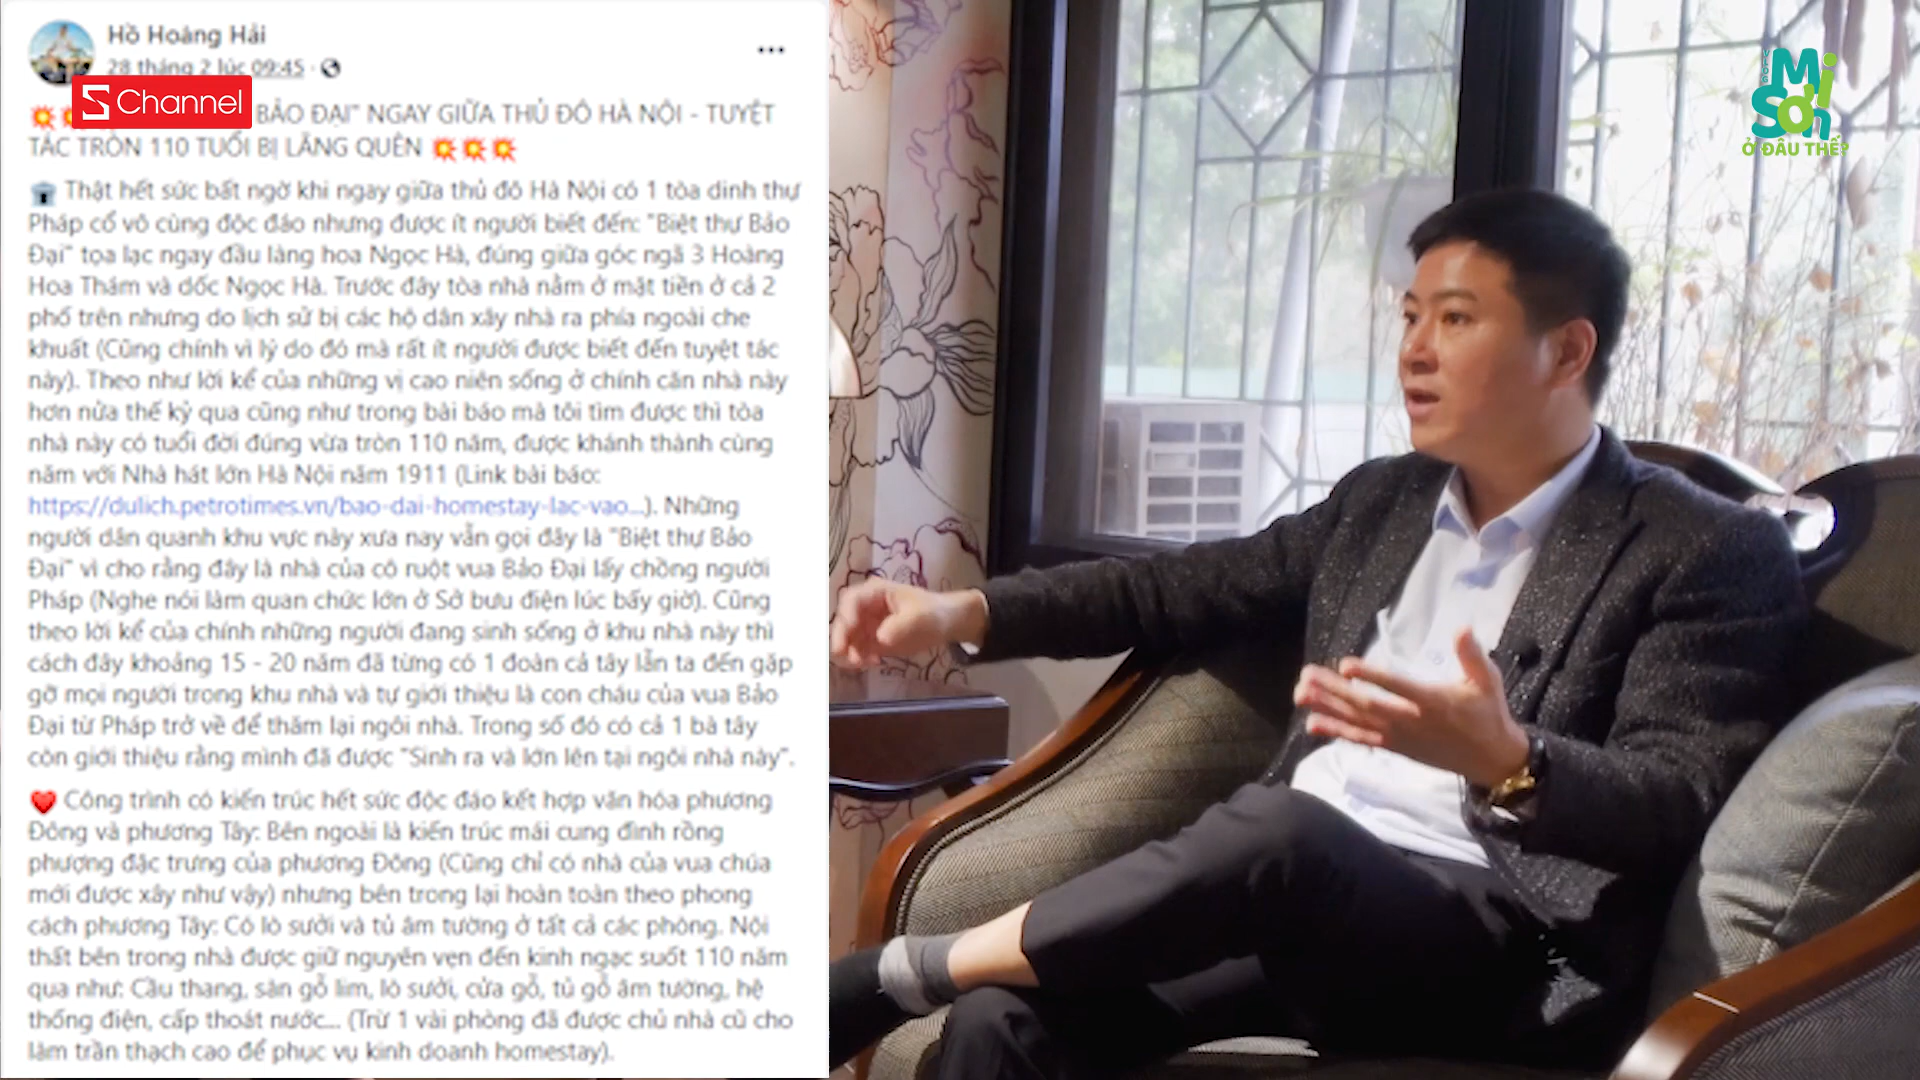 Hồ Hoàng Hải
28 tháng 2 lúc 09:45
S Channel
BẢO ĐẠI" NGAY GIỮA THỦ ĐÔ HÀ NỘI - TUYỆT
TÁC TRÒN 110 TUỔI BỊ LÃNG QUÊN
Thật hết sức bất ngờ khi ngay giữa thủ đô Hà Nội có 1 tòa dinh thự
Pháp cổ vô cùng độc đáo nhưng được ít người biết đến: "Biệt thự Bảo
Đại" tọa lạc ngay đầu làng hoa Ngọc Hà, đúng giữa góc ngã 3 Hoàng
Hoa Thám và dốc Ngọc Hà. Trước đây tòa nhà nằm ở mặt tiền ở cả 2
phố trên nhưng do lịch sử bị các hộ dân xây nhà ra phía ngoài che
khuất (Cũng chính vì lý do đó mà rất ít người được biết đến tuyệt tác
này). Theo như lời kể của những vị cao niên sống ở chính căn nhà này
hơn nửa thế kỷ qua cũng như trong bài báo mà tôi tìm được thì tòa
nhà này có tuổi đời đúng vừa tròn 110 năm, được khánh thành cùng
năm với Nhà hát lớn Hà Nội năm 1911 (Link bài báo:
https://dulich.petrotimes.vn/bao-dai-homestay-lac-vao...). Những
người dân quanh khu vực này xưa nay vẫn gọi đây là "Biệt thự Bảo
Đại" vì cho rằng đây là nhà của cô ruột vua Bảo Đại lấy chồng người
Pháp (Nghe nói làm quan chức lớn ở Sở bưu điện lúc bấy giờ). Cũng
theo lời kể của chính những người đang sinh sống ở khu nhà này thì
cách đây khoảng 15 - 20 năm đã từng có 1 đoàn cả tây lẫn ta đến gặp
gỡ mọi người trong khu nhà và tự giới thiệu là con cháu của vua Bảo
Đại từ Pháp trở về để thăm lại ngôi nhà. Trong số đó có cả 1 bà tây
còn giới thiệu rằng mình đã được "Sinh ra và lớn lên tại ngôi nhà này".
Công trình có kiến trúc hết sức độc đáo kết hợp văn hóa phương
Đông và phương Tây: Bên ngoài là kiến trúc mái cung đình rồng
phượng đặc trưng của phương Đông (Cũng chỉ có nhà của vua chúa
mới được xây như vậy) nhưng bên trong lại hoàn toàn theo phong
cách phương Tây: Có lò sưởi và tủ âm tường ở tất cả các phòng. Nội
thất bên trong nhà được giữ nguyên vẹn đến kinh ngạc suốt 110 năm
qua như: Cầu thang, sàn gỗ lim, lò sưởi, cửa gỗ, tủ gỗ âm tường, hệ
thống điện, cấp thoát nước... (Trừ 1 vài phòng đã được chủ nhà cũ cho
làm trần thạch cao để phục vụ kinh doanh homestay).
VLOG
Mi
Sơn
Ở ĐÂU THẾ?